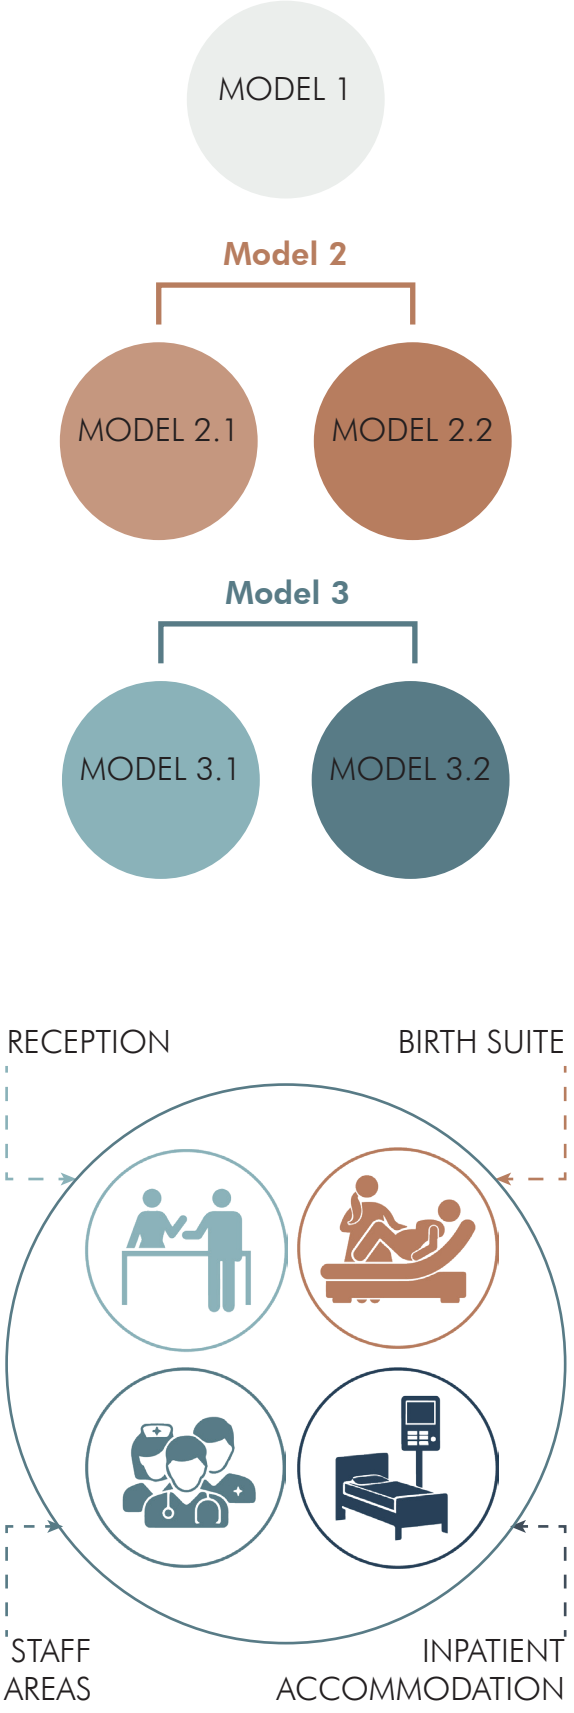 MODEL 1
Model 2
MODEL 2.1
MODEL 2.2
Model 3
MODEL 3.1
MODEL 3.2
RECEPTION
BIRTH SUITE
STAFF
AREAS
INPATIENT
ACCOMMODATION